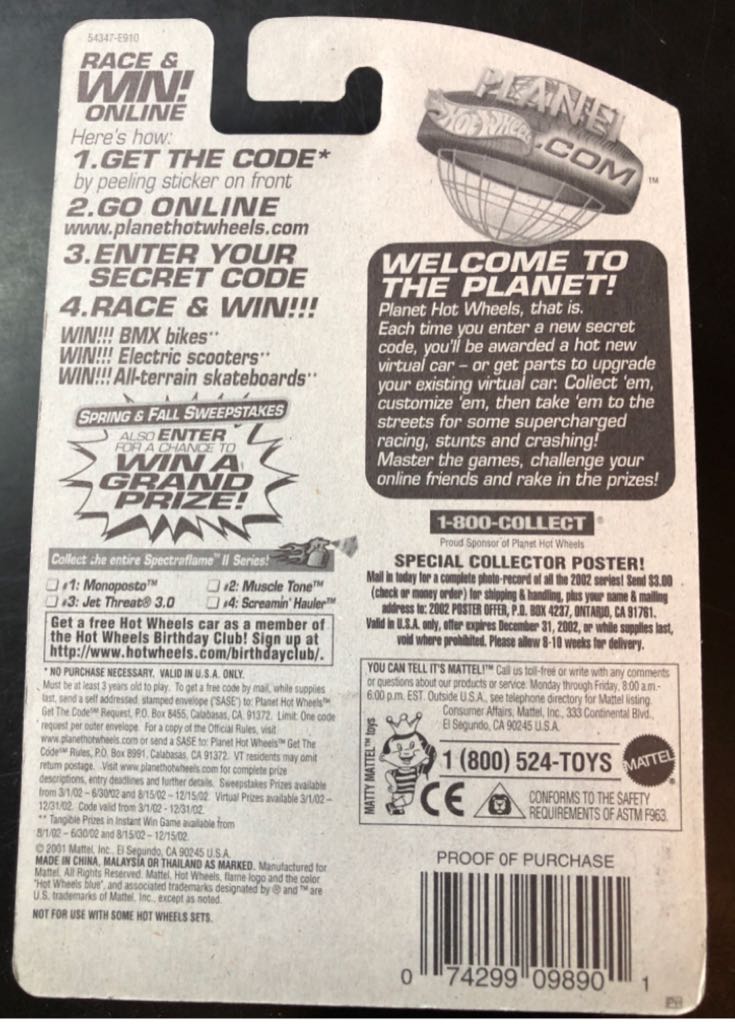 54347-E910
RACE &
WIN!
ONLINE
Here's how:
1.GET THE CODE*
by peeling sticker on front
2.GO ONLINE
www.planethotwheels.com
3.ENTER YOUR
SECRET CODE
4.RACE & WIN!!!
WIN!!! BMX bikes**
WIN!!! Electric scooters**
WIN!!! All-terrain skateboards**
SPRING & FALL SWEEPSTAKES
ALSO ENTER
FOR A CHANCE TO
WIN A
GRAND
PRIZE!
Collect the entire Spectraflame™ II Series!
#1: Monoposto™ #2: Muscle Tone™
#3: Jet Threat® 3.0 #4: Screamin' Hauler™
Get a free Hot Wheels car as a member of
the Hot Wheels Birthday Club! Sign up at
http://www.hotwheels.com/birthdayclub/.
* NO PURCHASE NECESSARY. VALID IN U.S.A. ONLY.
Must be at least 3 years old to play. To get a free code by mail, while supplies
last, send a self addressed, stamped envelope ("SASE") to: Planet Hot Wheels™
Get The Code℠ Request, P.O. Box 8455, Calabasas, CA. 91372. Limit: One code
request per outer envelope. For a copy of the Official Rules, visit
www.planethotwheels.com or send a SASE to: Planet Hot Wheels™ Get The
Code℠ Rules, P.O. Box 8991, Calabasas, CA 91372. VT residents may omit
return postage. Visit www.planethotwheels.com for complete prize
descriptions, entry deadlines and further details. Sweepstakes Prizes available
from 3/1/02 – 6/30/02 and 8/15/02 – 12/15/02. Virtual Prizes available 3/1/02 –
12/31/02. Code valid from 3/1/02 - 12/31/02.
** Tangible Prizes in Instant Win Game available from
3/1/02 – 6/30/02 and 8/15/02 – 12/15/02.
© 2001 Mattel, Inc., El Segundo, CA 90245 U.S.A.
MADE IN CHINA, MALAYSIA OR THAILAND AS MARKED. Manufactured for
Mattel. All Rights Reserved. Mattel, Hot Wheels, flame logo and the color
"Hot Wheels blue", and associated trademarks designated by ® and ™ are
U.S. trademarks of Mattel, Inc., except as noted.
NOT FOR USE WITH SOME HOT WHEELS SETS.
PLANET
HOT WHEELS
.COM
™
WELCOME TO
THE PLANET!
Planet Hot Wheels, that is.
Each time you enter a new secret
code, you'll be awarded a hot new
virtual car – or get parts to upgrade
your existing virtual car. Collect 'em,
customize 'em, then take 'em to the
streets for some supercharged
racing, stunts and crashing!
Master the games, challenge your
online friends and rake in the prizes!
1-800-COLLECT®
Proud Sponsor of Planet Hot Wheels
SPECIAL COLLECTOR POSTER!
Mail in today for a complete photo-record of all the 2002 series! Send $3.00
(check or money order) for shipping & handling, plus your name & mailing
address to: 2002 POSTER OFFER, P.O. BOX 4237, ONTARIO, CA 91761.
Valid in U.S.A. only, offer expires December 31, 2002, or while supplies last,
void where prohibited. Please allow 8-10 weeks for delivery.
YOU CAN TELL IT'S MATTEL!™ Call us toll-free or write with any comments
or questions about our products or service. Monday through Friday, 8:00 a.m.-
6:00 p.m. EST. Outside U.S.A., see telephone directory for Mattel listing.
Consumer Affairs, Mattel, Inc., 333 Continental Blvd.,
El Segundo, CA 90245 U.S.A.
MATTY MATTEL™ toys
1 (800) 524-TOYS
MATTEL®
CE
CONFORMS TO THE SAFETY
REQUIREMENTS OF ASTM F963.
PROOF OF PURCHASE
0 74299 09890 1